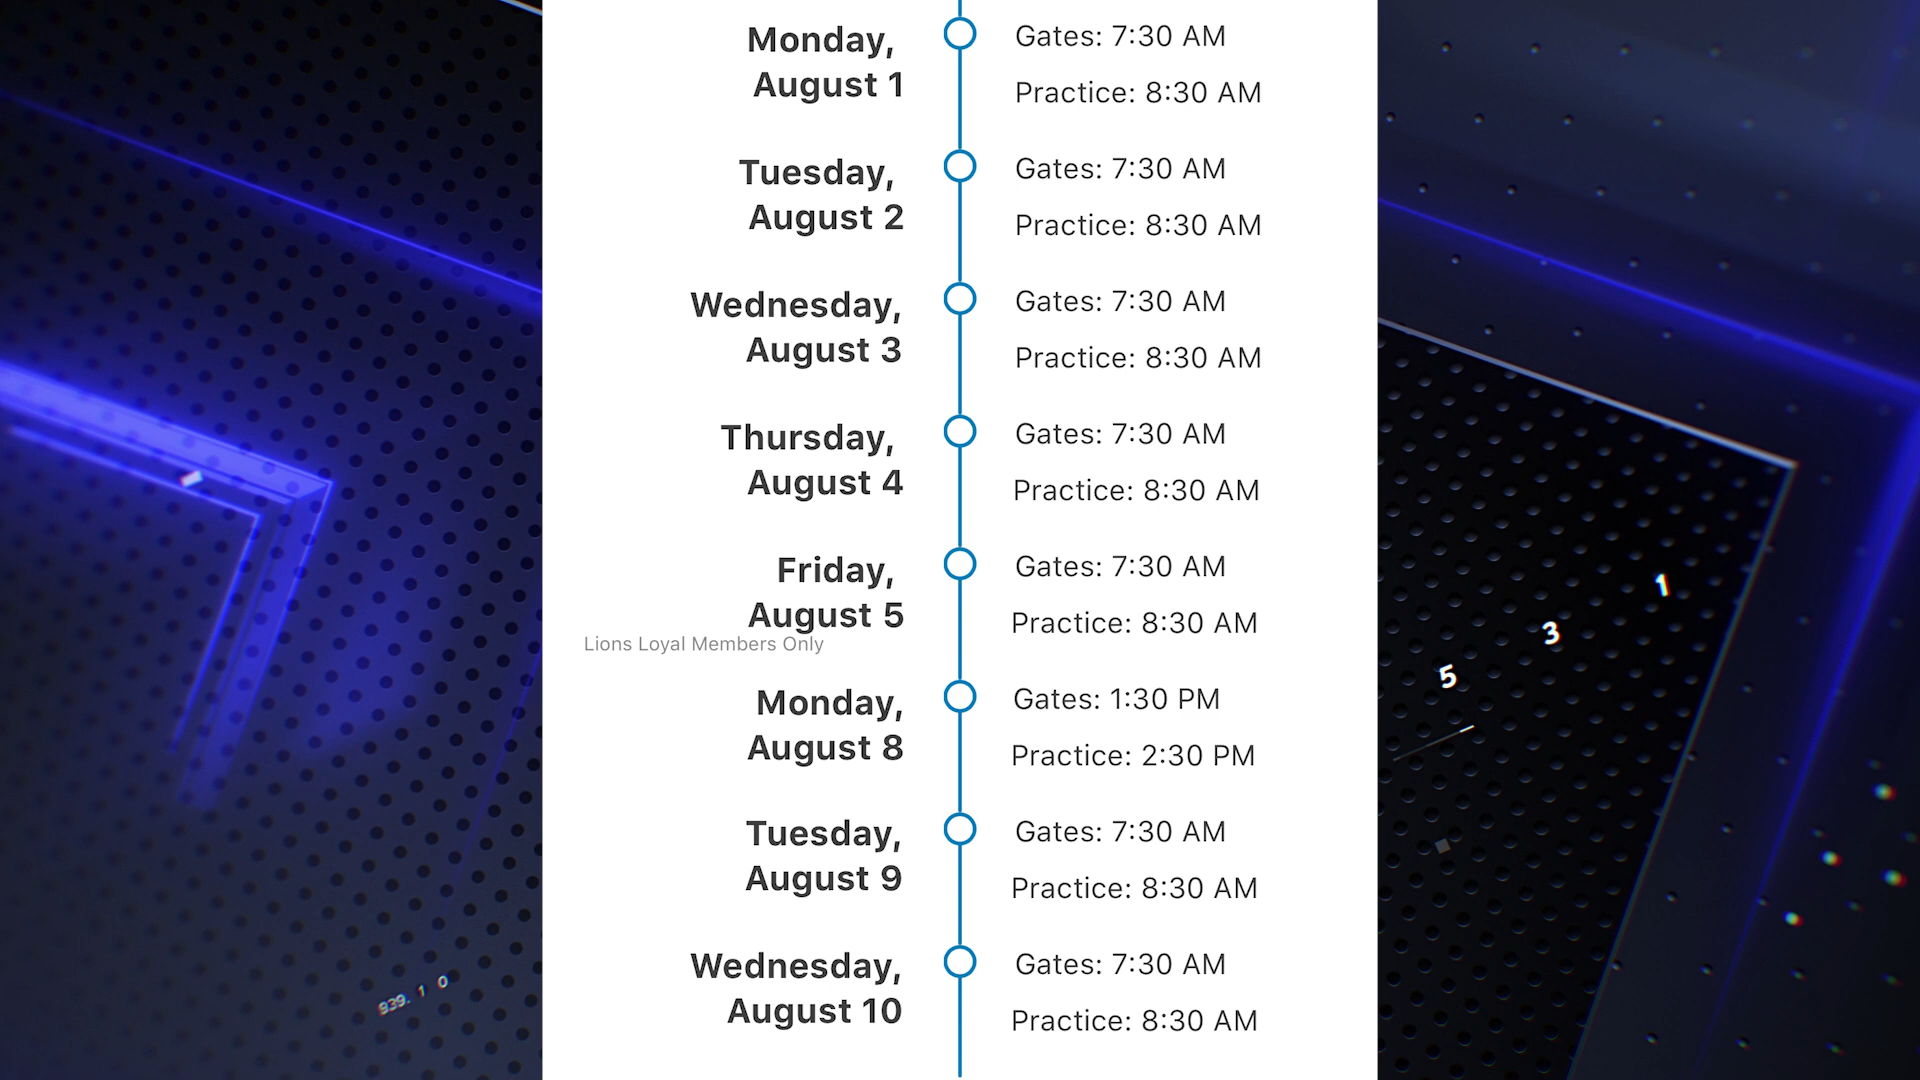 Monday,
August 1
Gates: 7:30 AM
Practice: 8:30 AM
Tuesday,
August 2
Gates: 7:30 AM
Practice: 8:30 AM
Wednesday,
August 3
Gates: 7:30 AM
Practice: 8:30 AM
Thursday,
August 4
Gates: 7:30 AM
Practice: 8:30 AM
Friday,
August 5
Lions Loyal Members Only
Gates: 7:30 AM
Practice: 8:30 AM
Monday,
August 8
Gates: 1:30 PM
Practice: 2:30 PM
Tuesday,
August 9
Gates: 7:30 AM
Practice: 8:30 AM
Wednesday,
August 10
Gates: 7:30 AM
Practice: 8:30 AM
1
3
5
939. 1 0